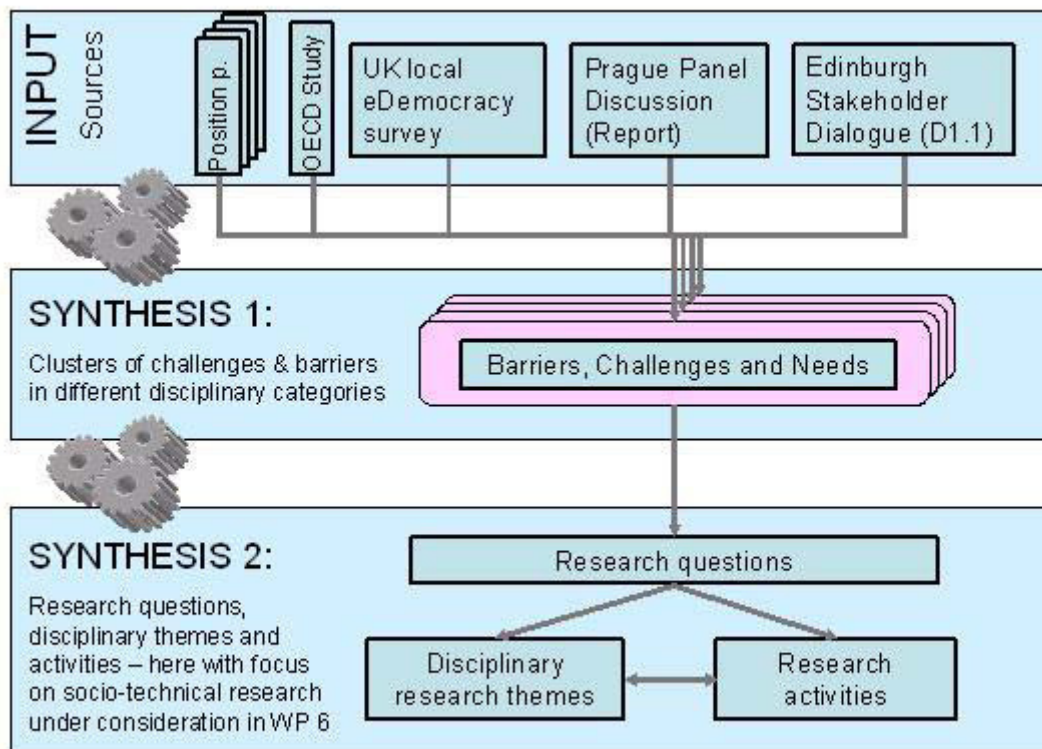 INPUT
Sources
Position p.
OECD Study
UK local
eDemocracy
survey
Prague Panel
Discussion
(Report)
Edinburgh
Stakeholder
Dialogue (D1.1)
SYNTHESIS 1:
Clusters of challenges & barriers
in different disciplinary categories
Barriers, Challenges and Needs
SYNTHESIS 2:
Research questions,
disciplinary themes and
activities – here with focus
on socio-technical research
under consideration in WP 6
Research questions
Disciplinary
research themes
Research
activities